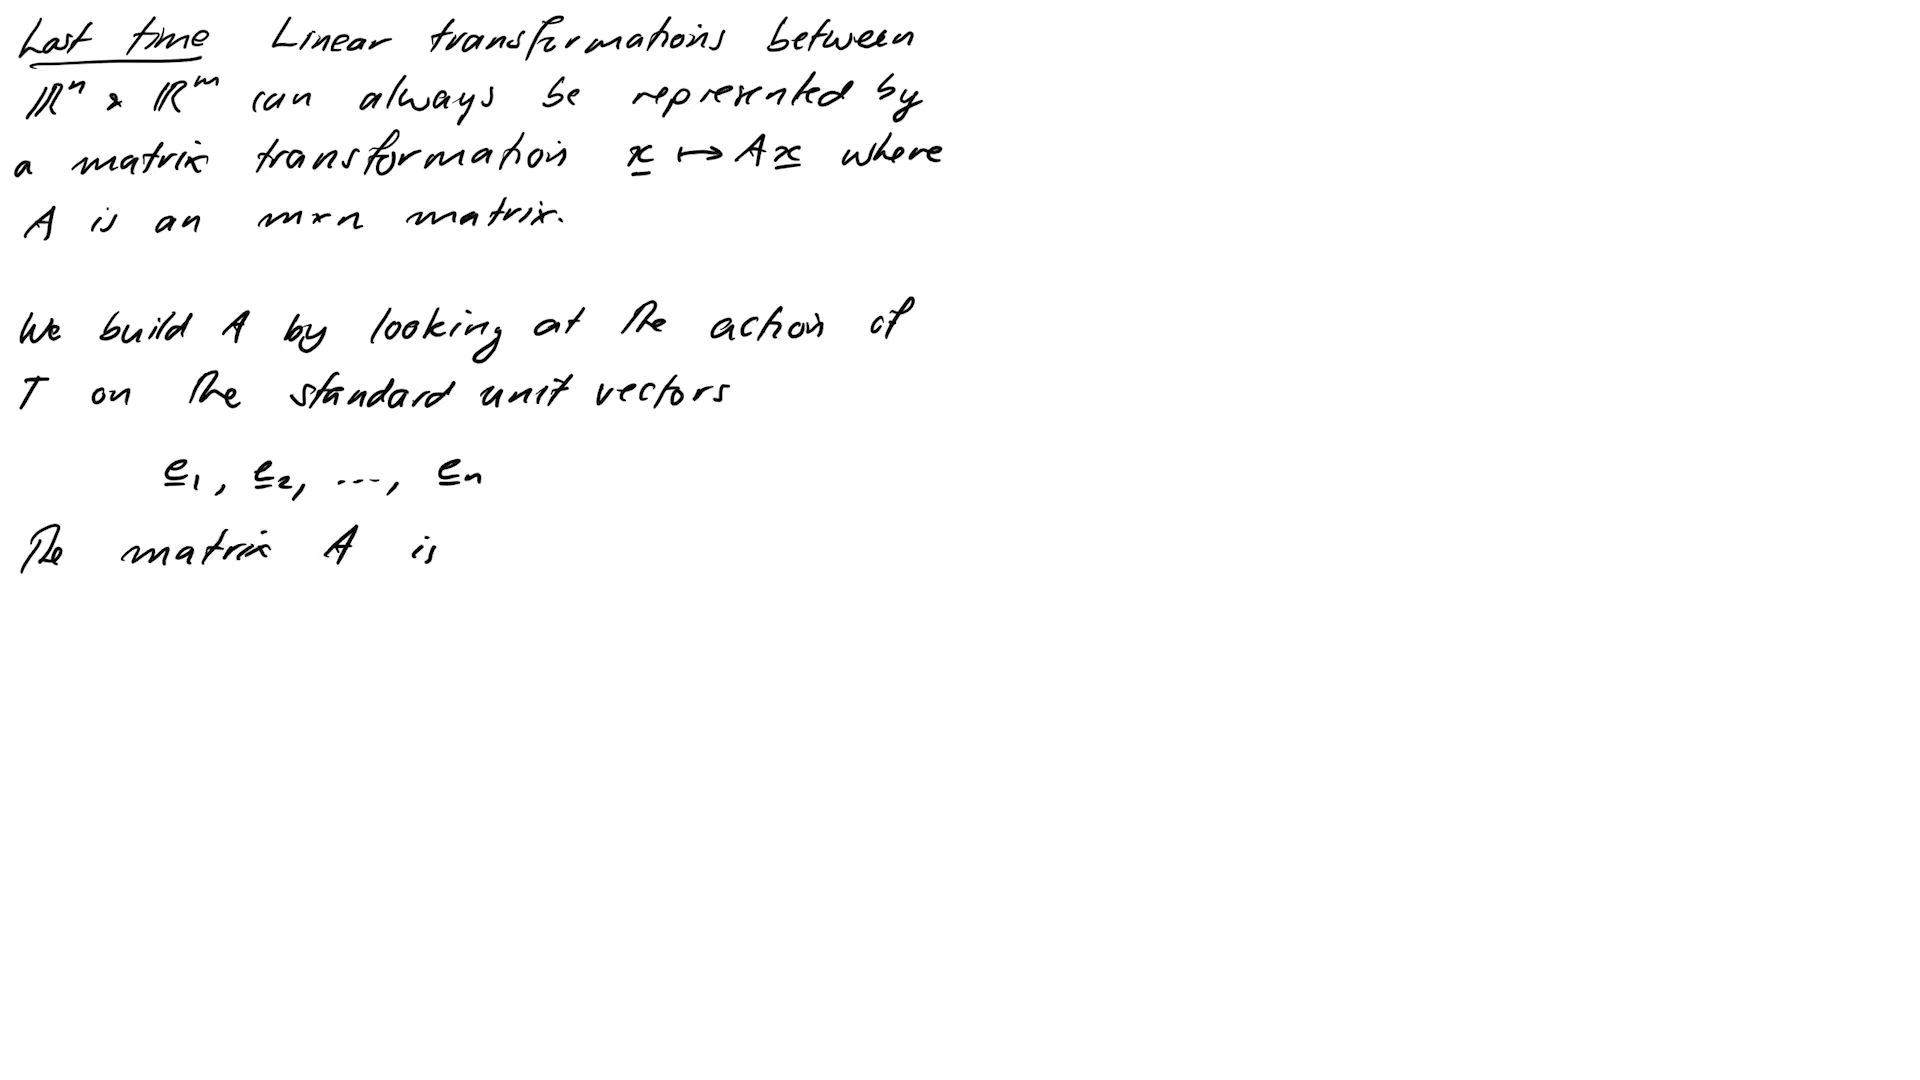 Last time Linear transformations between
ℝⁿ & ℝᵐ can always be represented by
a matrix transformation x ↦ Ax where
A is an m×n matrix.
We build A by looking at the action of
T on the standard unit vectors
e₁, e₂, ..., eₙ
The matrix A is